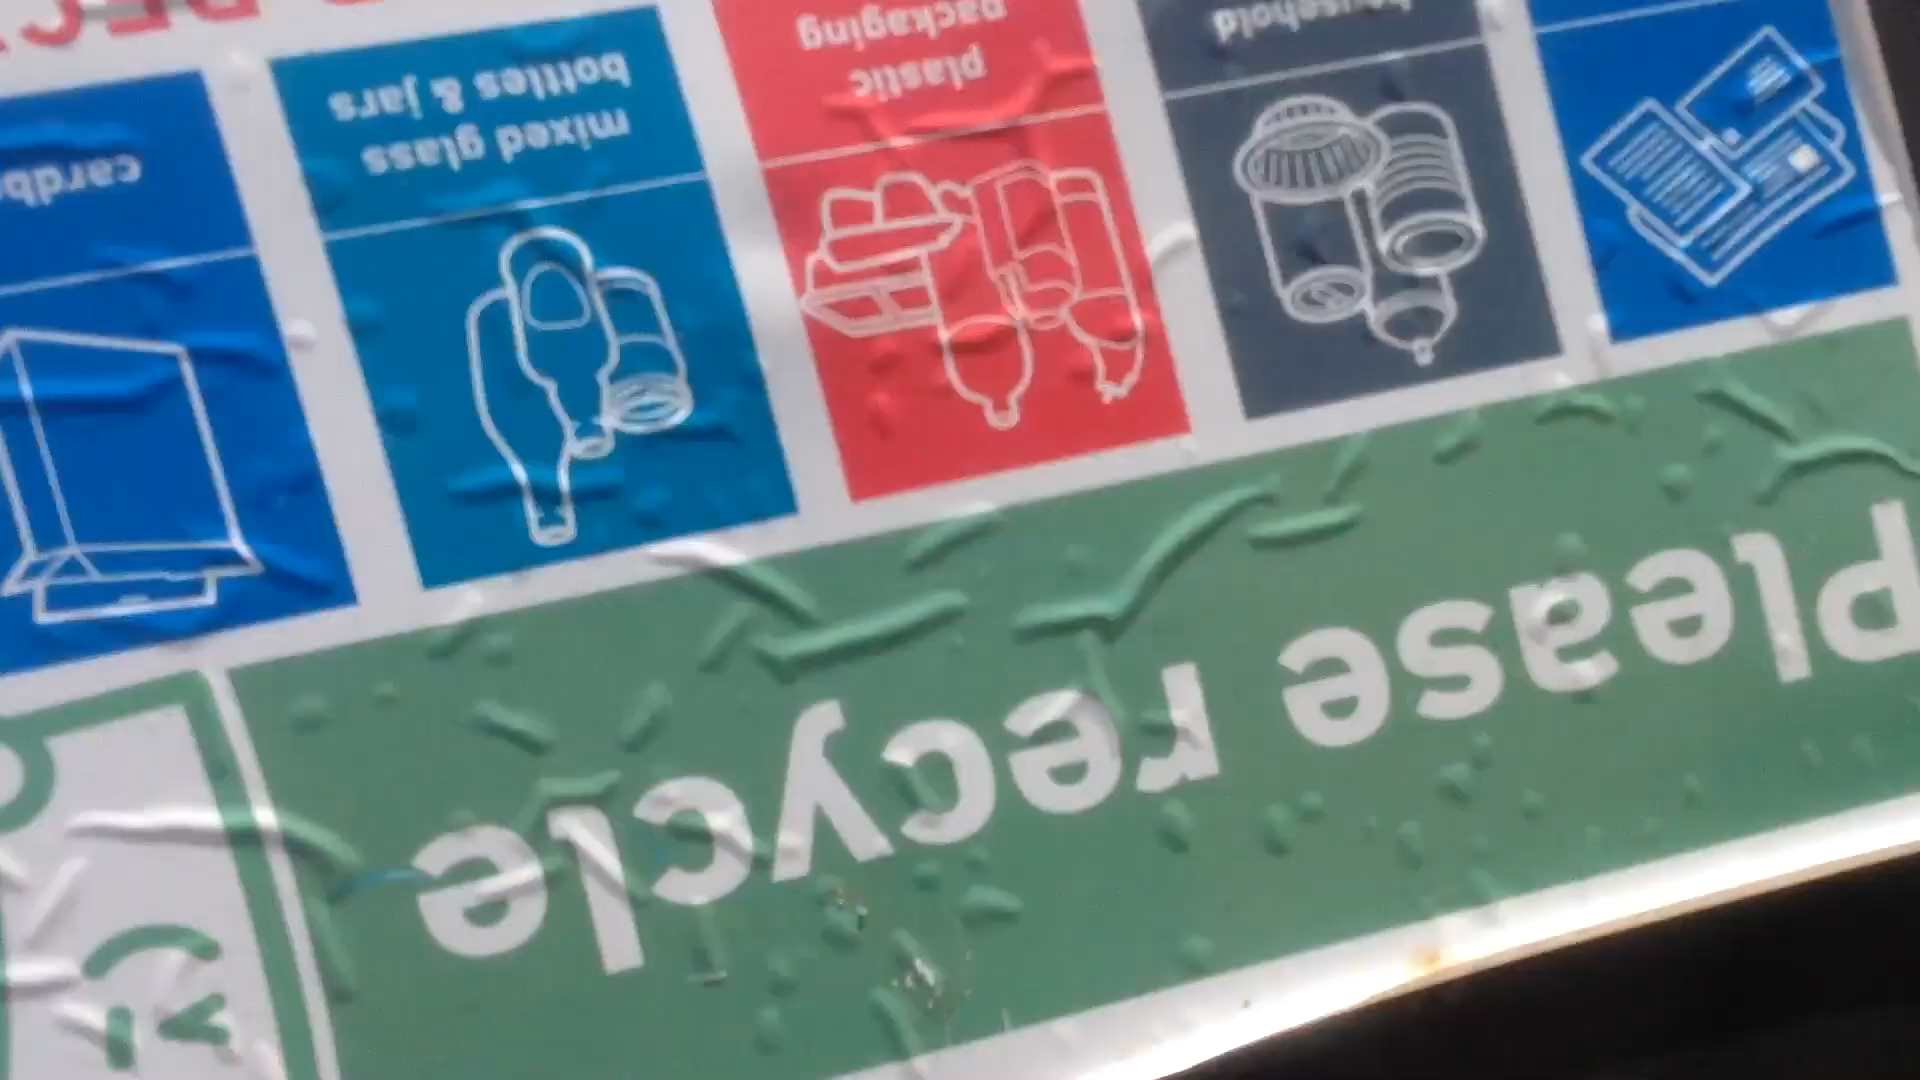 Please recycle
household
plastic
packaging
mixed glass
bottles & jars